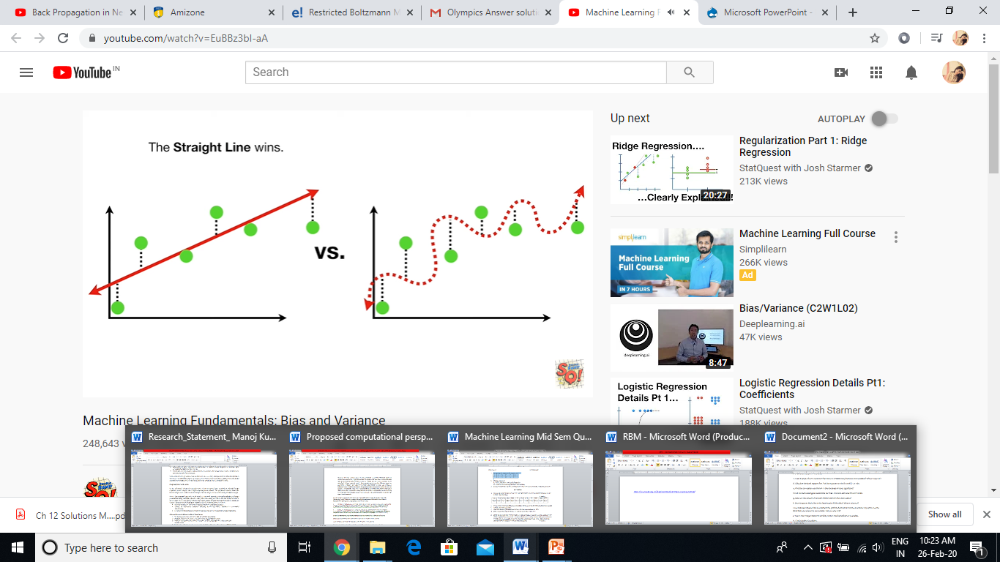 Back Propagation in Ne
Amizone
Restricted Boltzmann M
Olympics Answer soluti
Machine Learning F
Microsoft PowerPoint -
youtube.com/watch?v=EuBBz3bI-aA
YouTube IN
Search
The Straight Line wins.
vs.
SQ!
Up next
AUTOPLAY
Ridge Regression….
…Clearly Explained!
20:27
Regularization Part 1: Ridge
Regression
StatQuest with Josh Starmer
213K views
simplilearn
Machine Learning
Full Course
IN 7 HOURS
Machine Learning Full Course
Simplilearn
266K views
Ad
deeplearning.ai
8:47
Bias/Variance (C2W1L02)
Deeplearning.ai
47K views
Logistic Regression
Details Pt 1…
Logistic Regression Details Pt1:
Coefficients
StatQuest with Josh Starmer
188K views
Machine Learning Fundamentals: Bias and Variance
248,643 v
Research_Statement_ Manoj Ku...
Proposed computational persp...
Machine Learning Mid Sem Qu...
RBM - Microsoft Word (Produc...
Document2 - Microsoft Word (...
Ch 12 Solutions M....pd
Show all
Type here to search
ENG
IN
10:23 AM
26-Feb-20
1